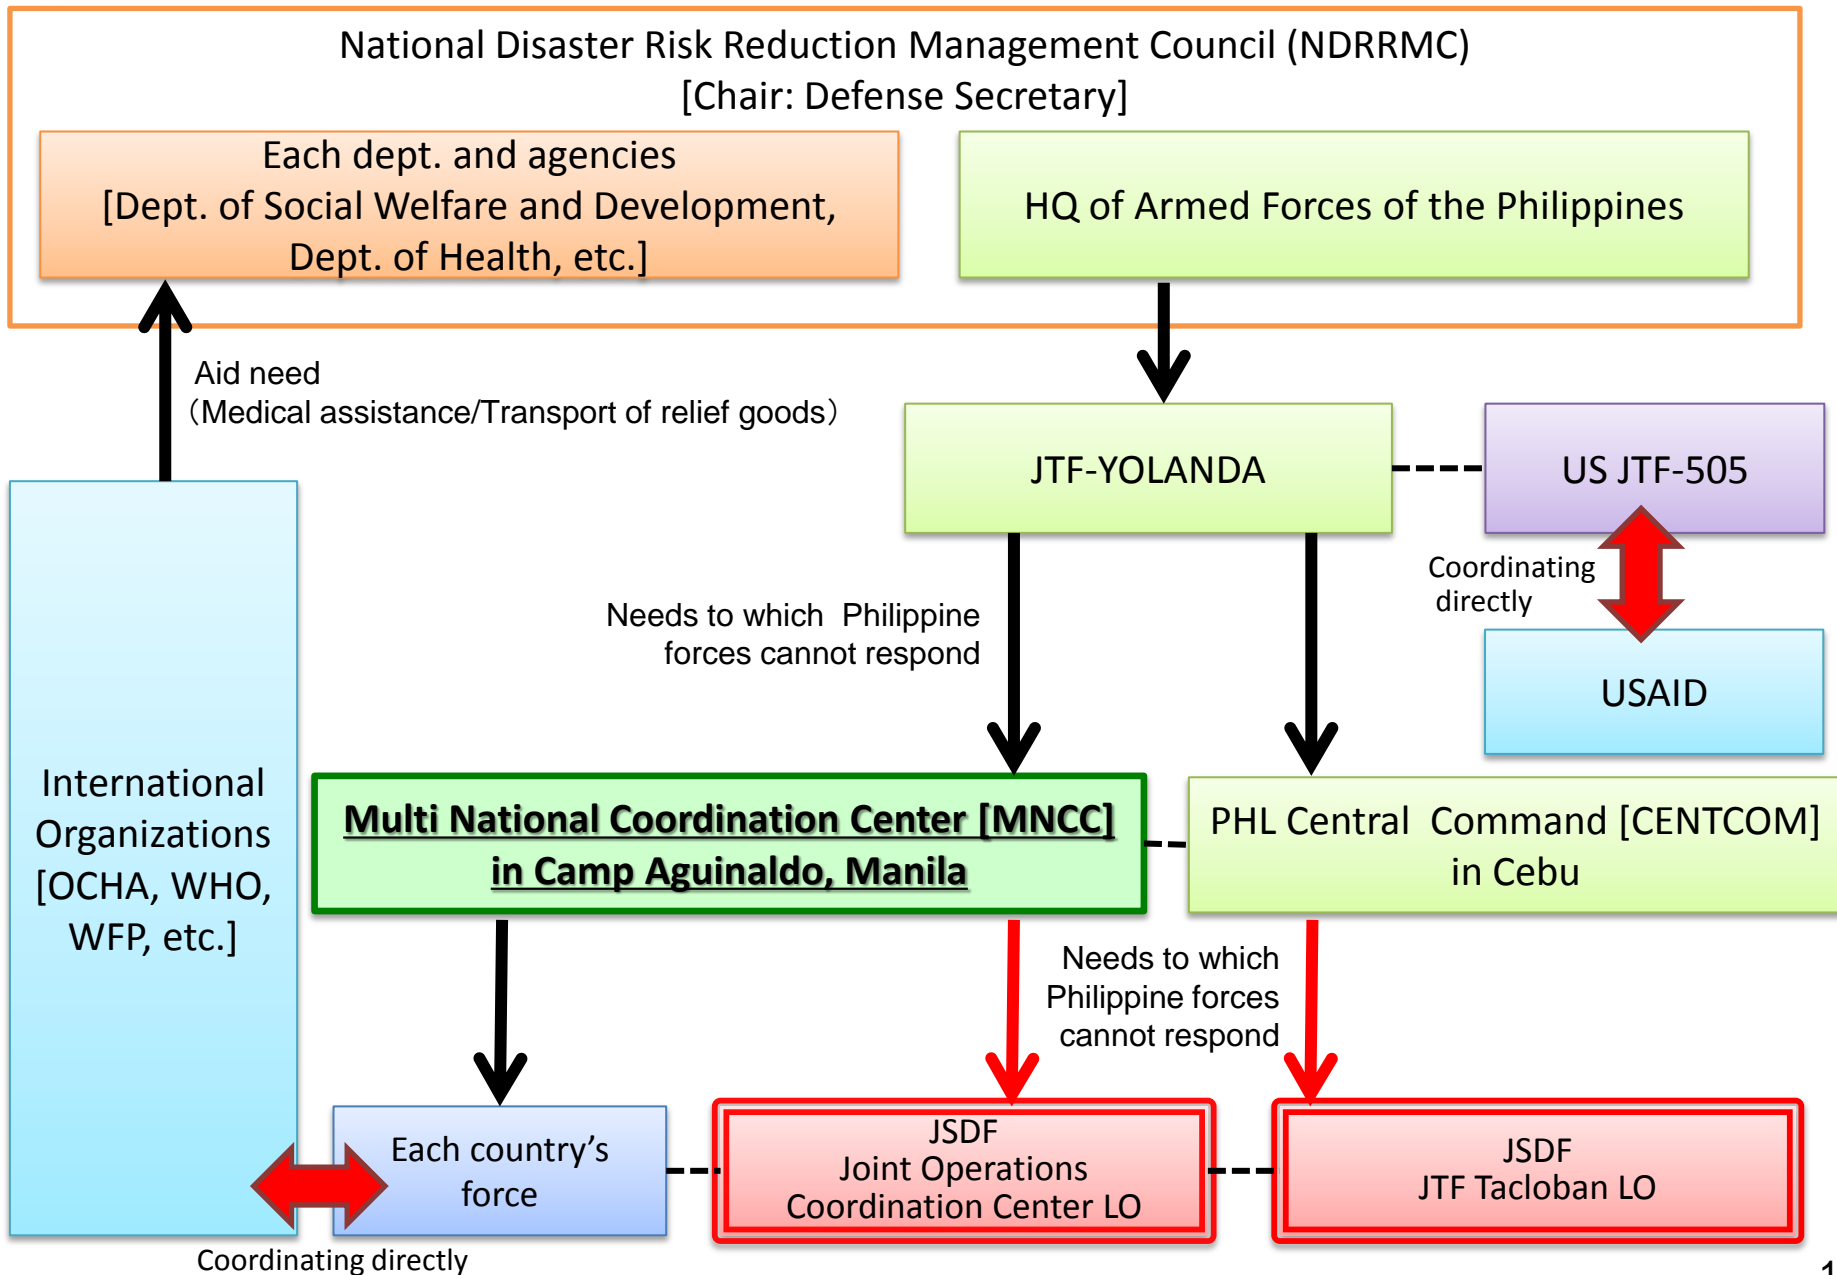 National Disaster Risk Reduction Management Council (NDRRMC)
[Chair: Defense Secretary]
Each dept. and agencies
[Dept. of Social Welfare and Development,
Dept. of Health, etc.]
HQ of Armed Forces of the Philippines
Aid need
（Medical assistance/Transport of relief goods）
JTF-YOLANDA
US JTF-505
Coordinating
directly
USAID
Needs to which Philippine
forces cannot respond
International
Organizations
[OCHA, WHO,
WFP, etc.]
Multi National Coordination Center [MNCC]
in Camp Aguinaldo, Manila
PHL Central Command [CENTCOM]
in Cebu
Needs to which
Philippine forces
cannot respond
Each country’s
force
JSDF
Joint Operations
Coordination Center LO
JSDF
JTF Tacloban LO
Coordinating directly
1